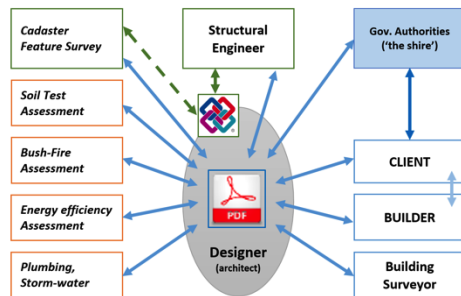 Cadaster
Feature Survey
Structural
Engineer
Gov. Authorities
('the shire')
Soil Test
Assessment
Bush-Fire
Assessment
CLIENT
Energy efficiency
Assessment
PDF
BUILDER
Designer
(architect)
Plumbing,
Storm-water
Building
Surveyor
®